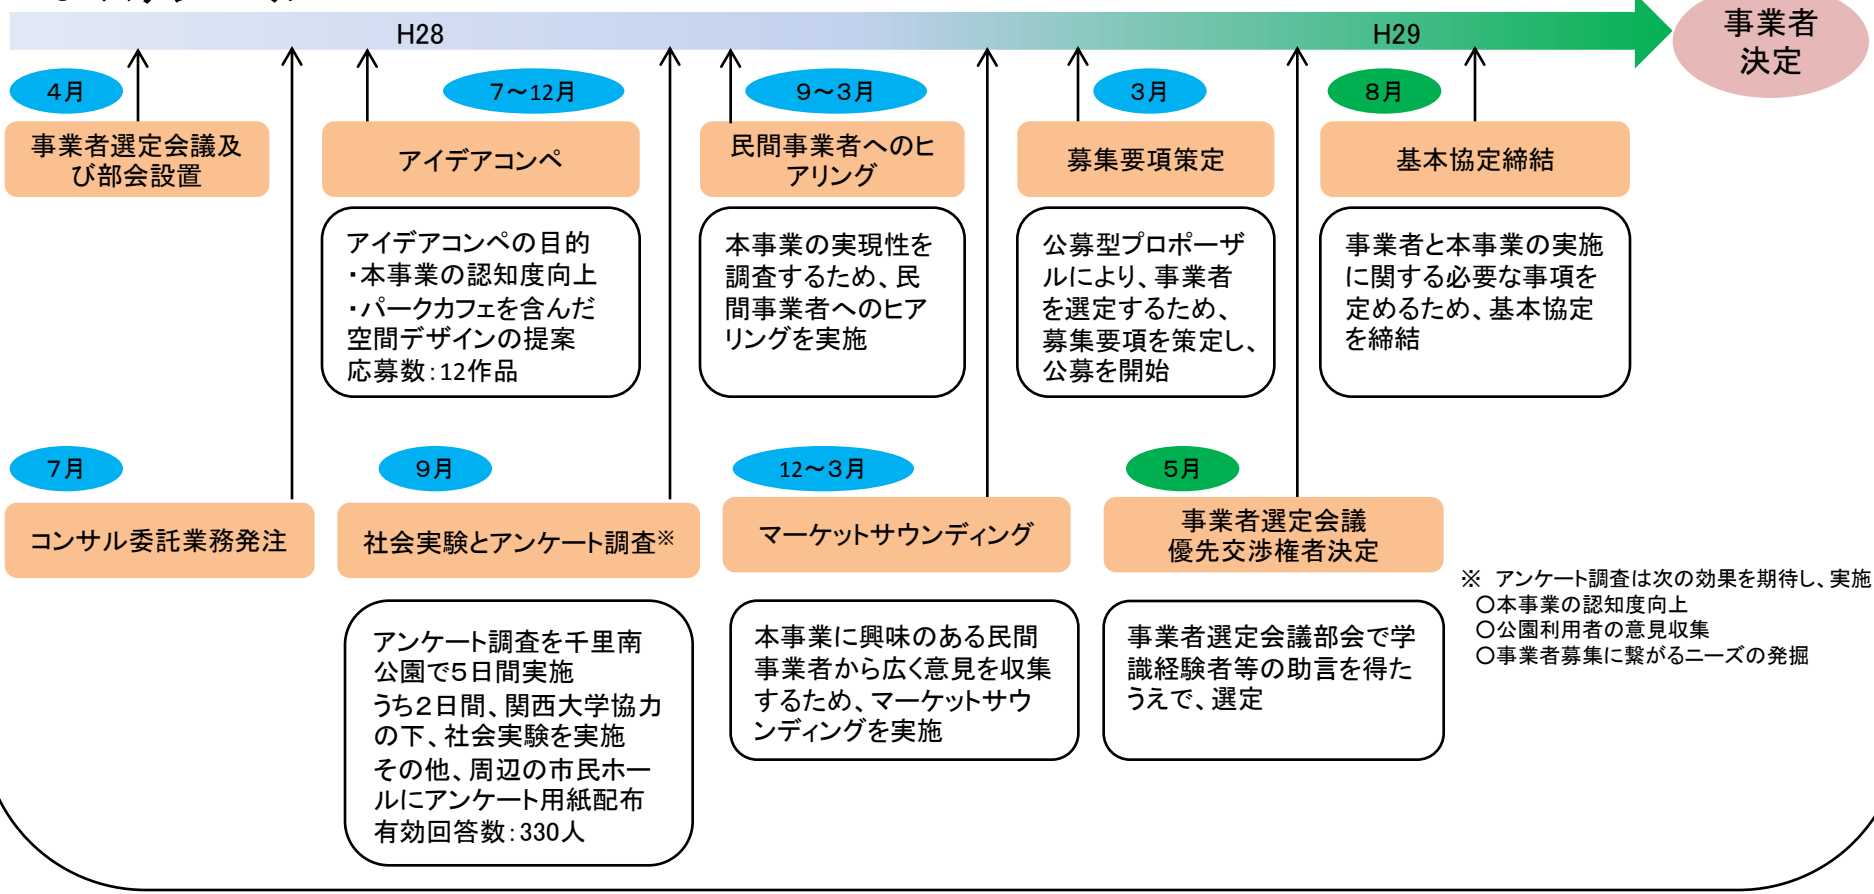 H28
H29
事業者
決定
4月
事業者選定会議及
び部会設置
7～12月
アイデアコンペ
アイデアコンペの目的
・本事業の認知度向上
・パークカフェを含んだ
空間デザインの提案
応募数：12作品
9～3月
民間事業者へのヒ
アリング
本事業の実現性を
調査するため、民
間事業者へのヒア
リングを実施
3月
募集要項策定
公募型プロポーザ
ルにより、事業者
を選定するため、
募集要項を策定し、
公募を開始
8月
基本協定締結
事業者と本事業の実施
に関する必要な事項を
定めるため、基本協定
を締結
7月
コンサル委託業務発注
9月
社会実験とアンケート調査※
アンケート調査を千里南
公園で５日間実施
うち２日間、関西大学協力
の下、社会実験を実施
その他、周辺の市民ホー
ルにアンケート用紙配布
有効回答数：330人
12～3月
マーケットサウンディング
本事業に興味のある民間
事業者から広く意見を収集
するため、マーケットサウ
ンディングを実施
5月
事業者選定会議
優先交渉権者決定
事業者選定会議部会で学
識経験者等の助言を得た
うえで、選定
※　アンケート調査は次の効果を期待し、実施
〇本事業の認知度向上
〇公園利用者の意見収集
〇事業者募集に繋がるニーズの発掘